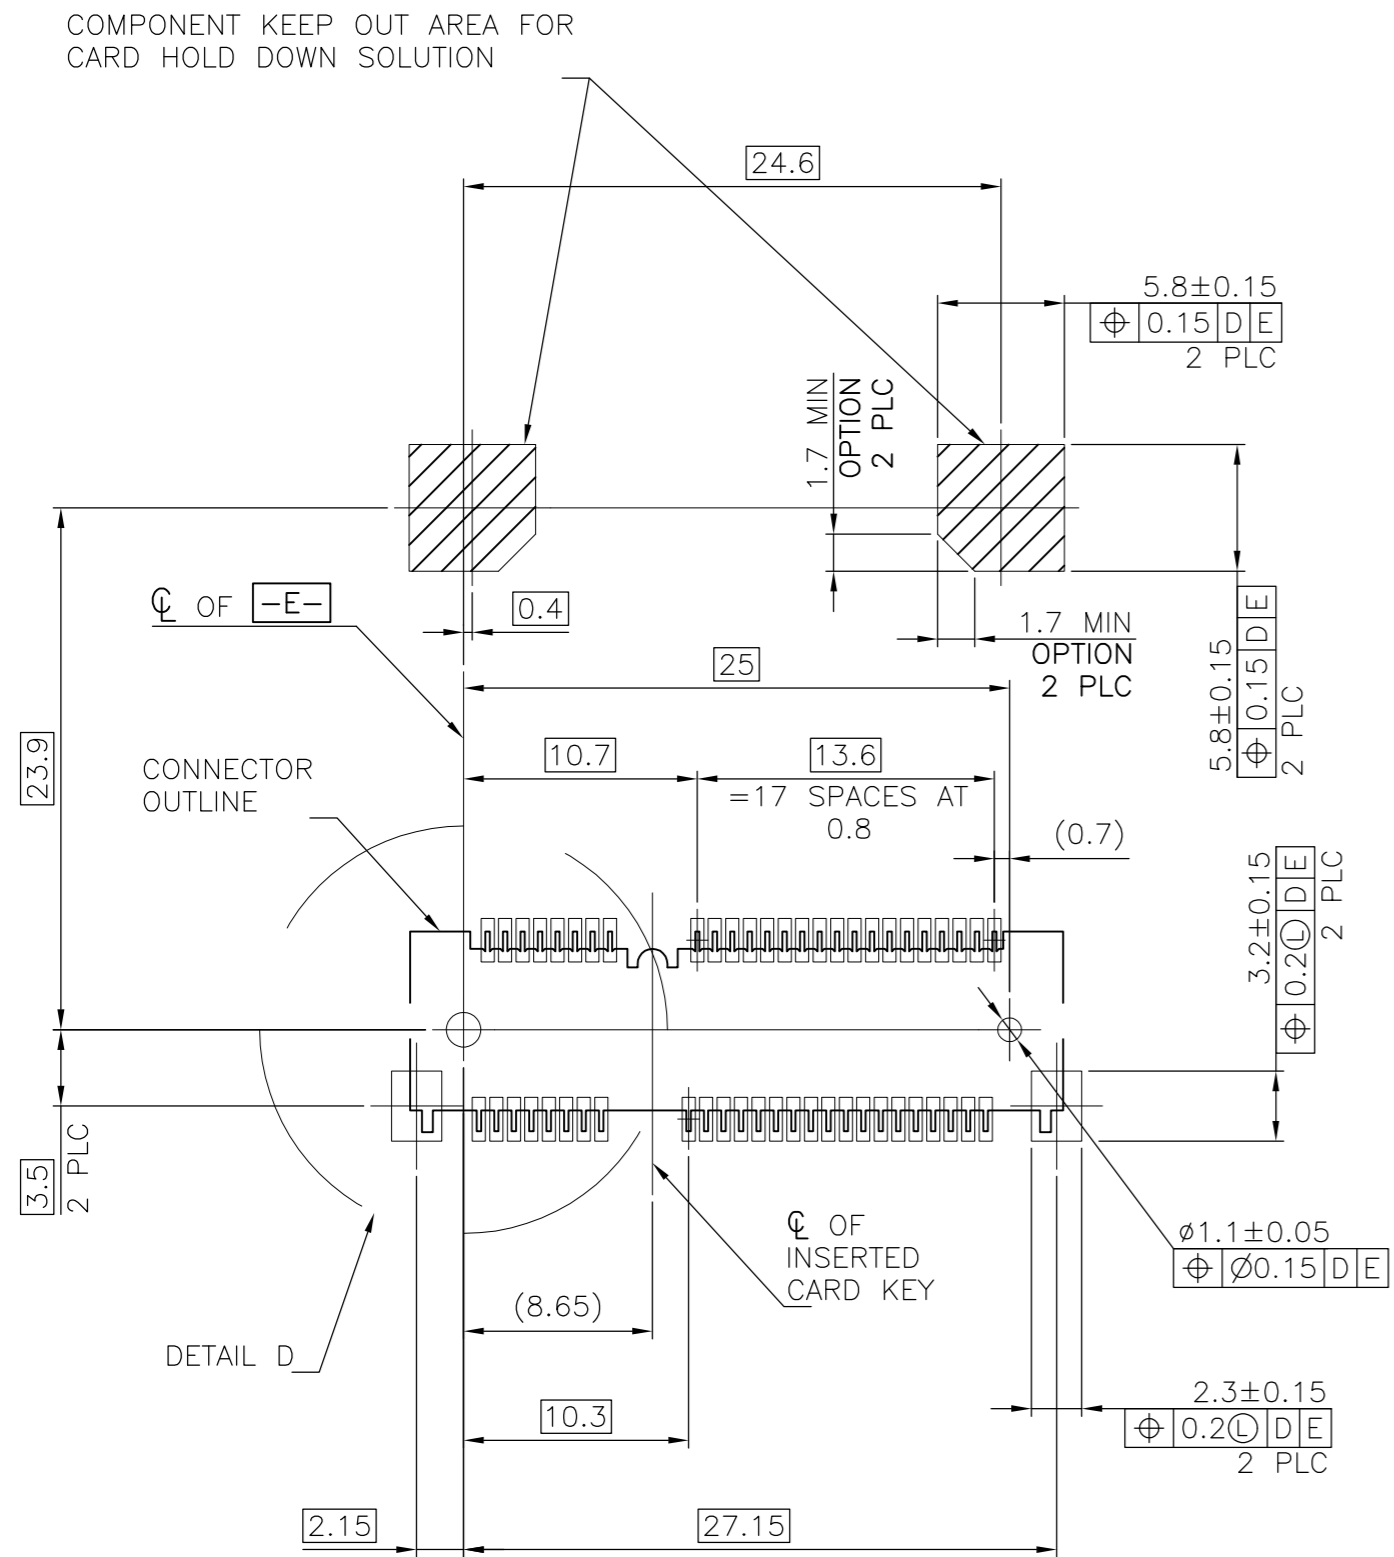 COMPONENT KEEP OUT AREA FOR
CARD HOLD DOWN SOLUTION
24.6
5.8±0.15
⌖ 0.15 D E
2 PLC
1.7 MIN
OPTION
2 PLC
℄ OF -E-
0.4
1.7 MIN
OPTION
2 PLC
5.8±0.15
⌖ 0.15 D E
2 PLC
25
23.9
CONNECTOR
OUTLINE
10.7
13.6
=17 SPACES AT
0.8
(0.7)
3.2±0.15
⌖ 0.2Ⓛ D E
2 PLC
3.5
2 PLC
℄ OF
INSERTED
CARD KEY
ø1.1±0.05
⌖ Ø0.15 D E
(8.65)
DETAIL D
10.3
2.3±0.15
⌖ 0.2Ⓛ D E
2 PLC
2.15
27.15